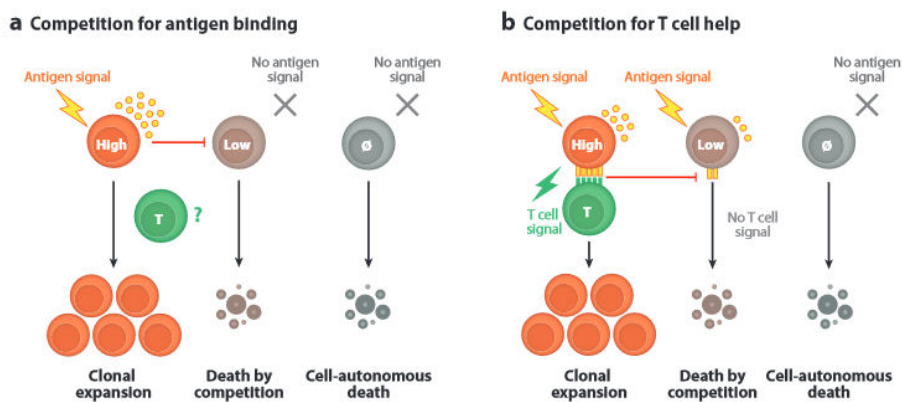 a Competition for antigen binding
No antigen
signal
No antigen
signal
Antigen signal
High
Low
Ø
T
?
Clonal
expansion
Death by
competition
Cell-autonomous
death
b Competition for T cell help
No antigen
signal
Antigen signal
Antigen signal
High
Low
Ø
T cell
signal
T
No T cell
signal
Clonal
expansion
Death by
competition
Cell-autonomous
death